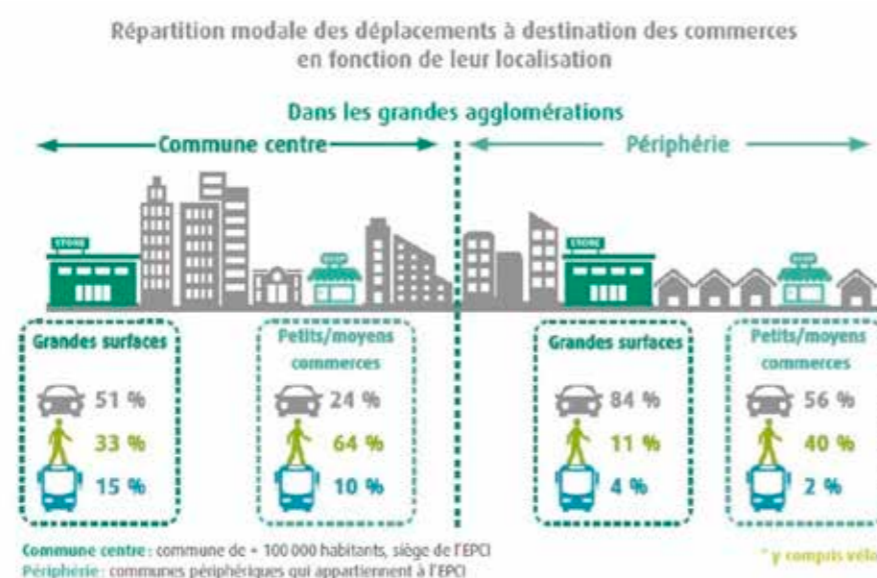 Répartition modale des déplacements à destination des commerces
en fonction de leur localisation
Dans les grandes agglomérations
Commune centre
Périphérie
STORE
SHOP
STORE
SHOP
Grandes surfaces
51 %
33 %
15 %
Petits/moyens
commerces
24 %
64 %
10 %
Grandes surfaces
84 %
11 %
4 %
Petits/moyens
commerces
56 %
40 %
2 %
Commune centre : commune de + 100 000 habitants, siège de l'EPCI
Périphérie : communes périphériques qui appartiennent à l'EPCI
* y compris vélo